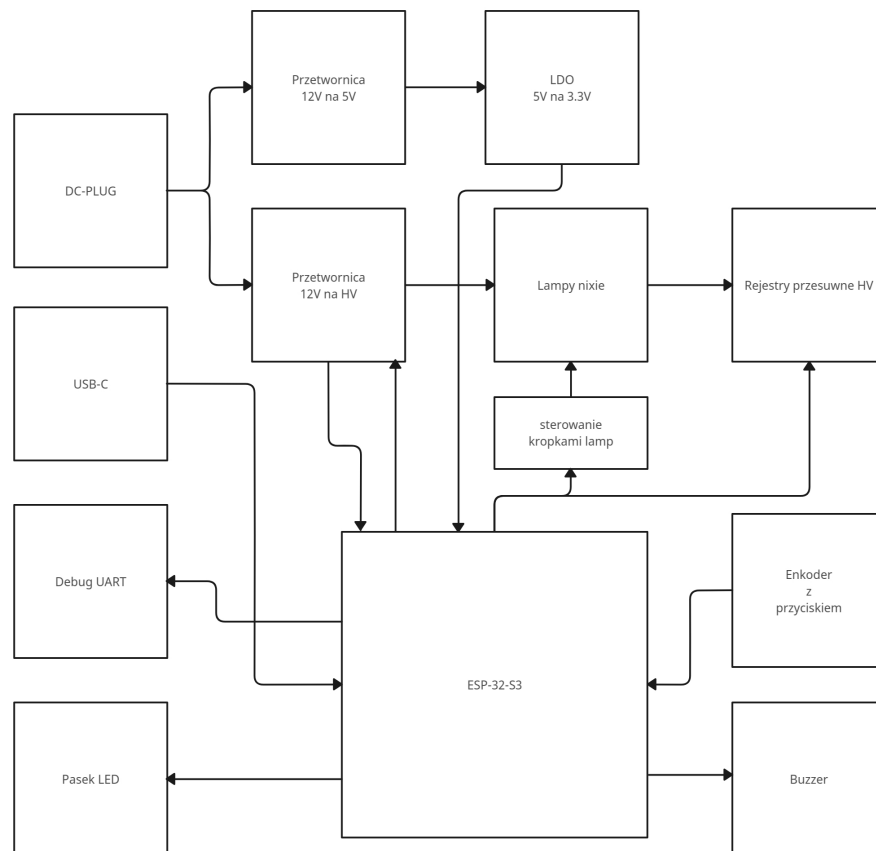 Przetwornica
12V na 5V
LDO
5V na 3.3V
DC-PLUG
Przetwornica
12V na HV
Lampy nixie
Rejestry przesuwne HV
USB-C
sterowanie
kropkami lamp
Debug UART
Enkoder
z
przyciskiem
ESP-32-S3
Pasek LED
Buzzer